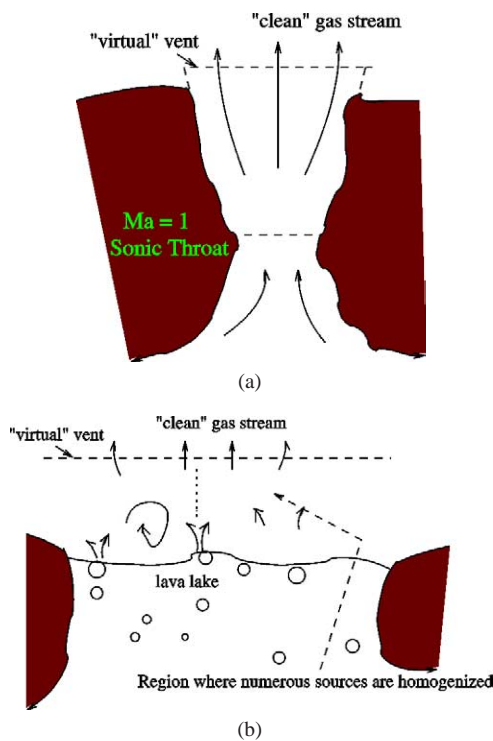 "clean" gas stream
"virtual" vent
Ma = 1
Sonic Throat
(a)
"clean" gas stream
"virtual" vent
lava lake
Region where numerous sources are homogenized
(b)